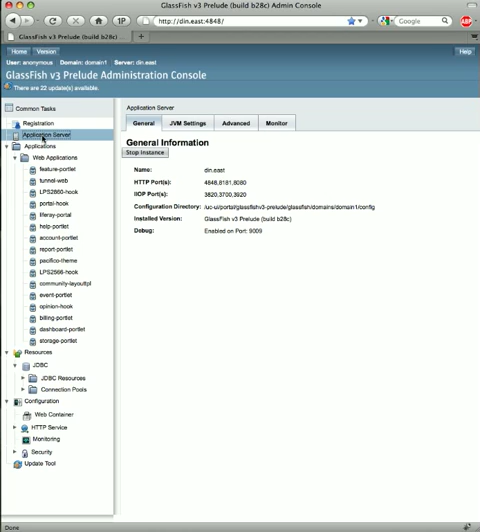 GlassFish v3 Prelude (build b28c) Admin Console
1P
http://din.east:4848/
Google
ABP
GlassFish v3 Prelude (build b28c) ...
Home
Version
Help
User: anonymous Domain: domain1 Server: din.east
GlassFish v3 Prelude Administration Console
There are 22 update(s) available.
Common Tasks
Registration
Application Server
Applications
Web Applications
feature-portlet
tunnel-web
LPS2660-hook
portal-hook
liferay-portal
help-portlet
account-portlet
report-portlet
pacifico-theme
LPS2566-hook
community-layouttpl
event-portlet
opinion-hook
billing-portlet
dashboard-portlet
storage-portlet
Resources
JDBC
JDBC Resources
Connection Pools
Configuration
Web Container
HTTP Service
Monitoring
Security
Update Tool
Application Server
General
JVM Settings
Advanced
Monitor
General Information
Stop Instance
Name: din.east
HTTP Port(s): 4848,8181,8080
IIOP Port(s): 3820,3700,3920
Configuration Directory: /uc-ui/portal/glassfishv3-prelude/glassfish/domains/domain1/config
Installed Version: GlassFish v3 Prelude (build b28c)
Debug: Enabled on Port: 9009
Done